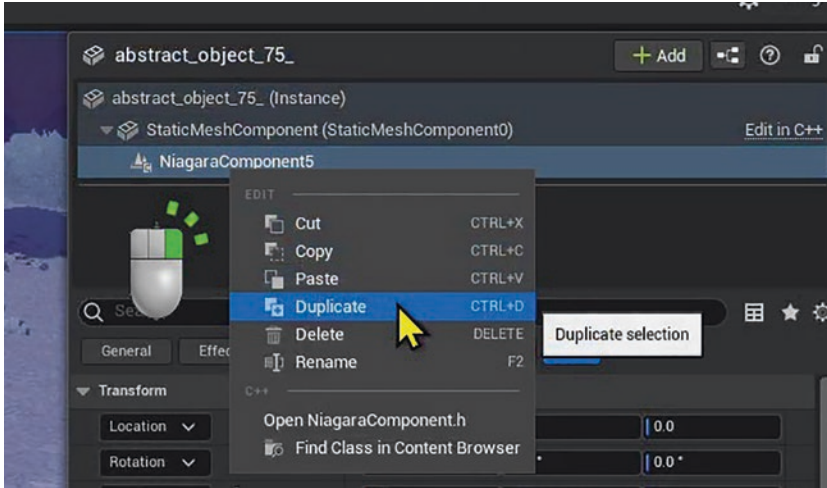 abstract_object_75_
+ Add
abstract_object_75_ (Instance)
StaticMeshComponent (StaticMeshComponent0)
Edit in C++
NiagaraComponent5
EDIT
Cut CTRL+X
Copy CTRL+C
Paste CTRL+V
Duplicate CTRL+D
Duplicate selection
Delete DELETE
General
Rename F2
Transform
C++
Location 0.0
Open NiagaraComponent.h
Find Class in Content Browser
Rotation 0.0 °